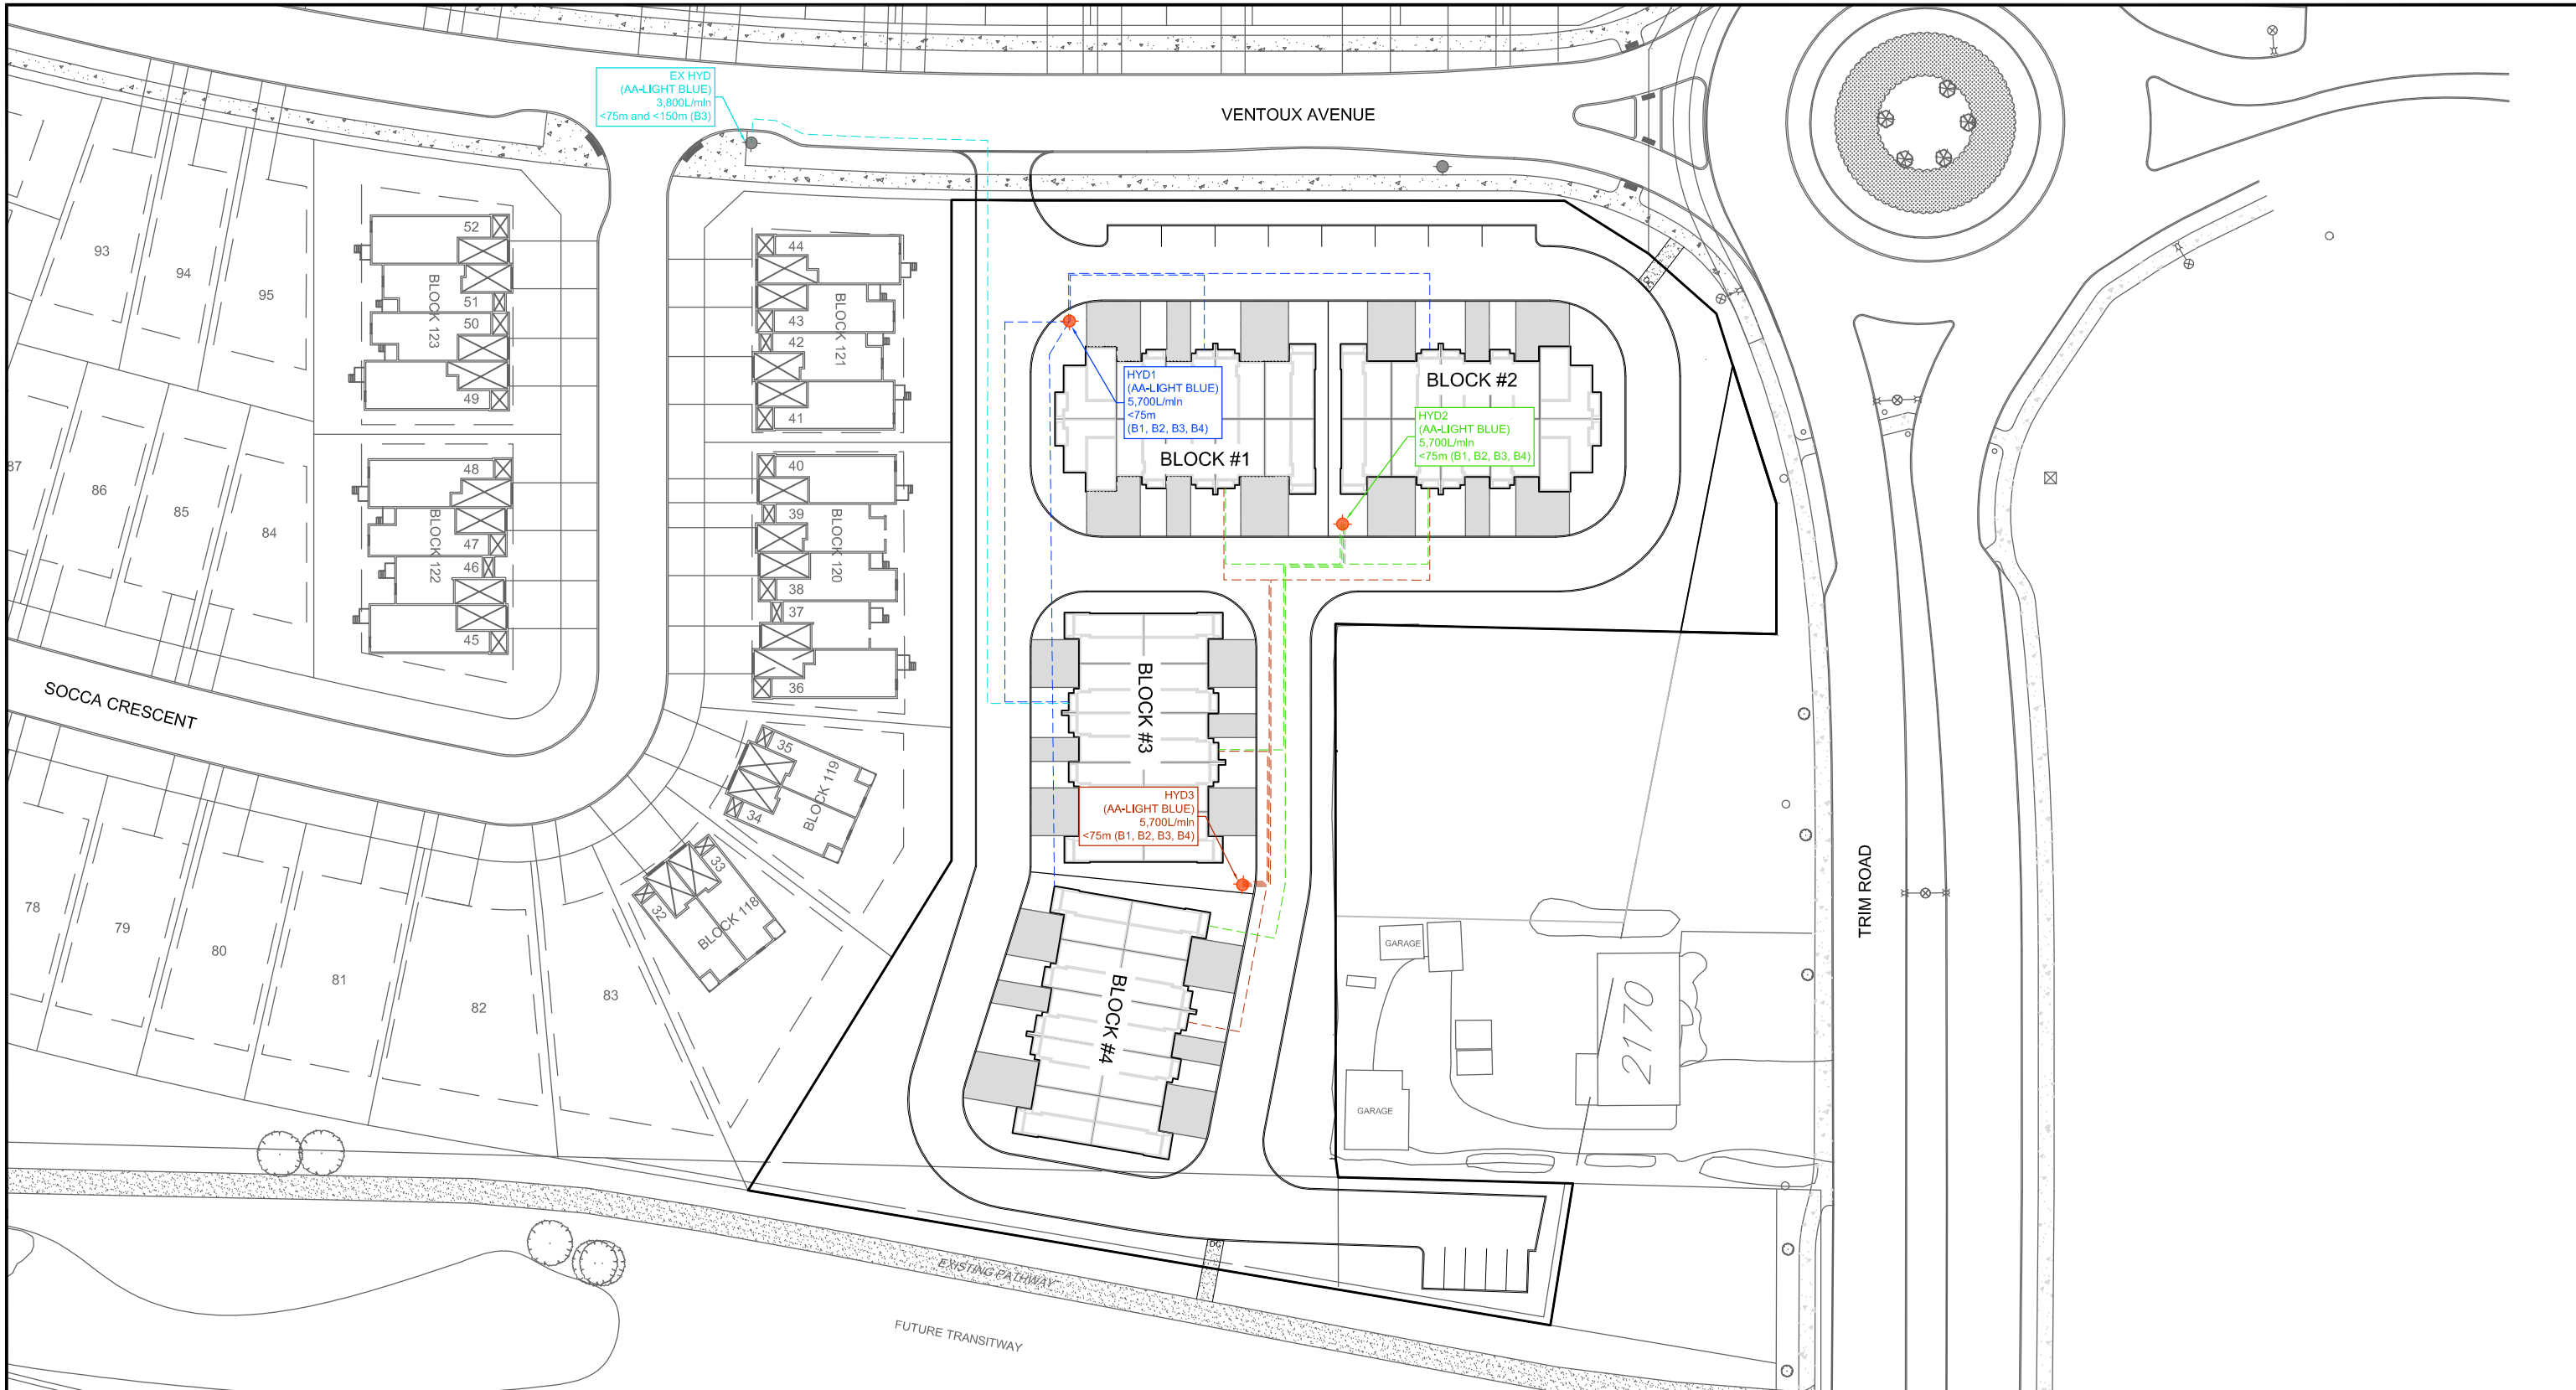 EX HYD
(AA-LIGHT BLUE)
3,800L/min
<75m and <150m (B3)
VENTOUX AVENUE
93
94
95
87
86
85
84
52
51
50
49
BLOCK 123
48
47
46
45
BLOCK 122
44
43
42
41
BLOCK 121
40
39
38
37
36
BLOCK 120
HYD1
(AA-LIGHT BLUE)
5,700L/min
<75m
(B1, B2, B3, B4)
BLOCK #1
BLOCK #2
HYD2
(AA-LIGHT BLUE)
5,700L/min
<75m (B1, B2, B3, B4)
DC
SOCCA CRESCENT
35
34
BLOCK 119
33
32
BLOCK 118
BLOCK #3
HYD3
(AA-LIGHT BLUE)
5,700L/min
<75m (B1, B2, B3, B4)
BLOCK #4
78
79
80
81
82
83
GARAGE
GARAGE
2170
TRIM ROAD
DC
EXISTING PATHWAY
FUTURE TRANSITWAY